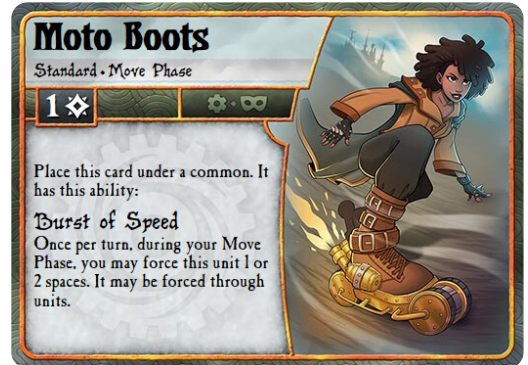 Moto Boots
Standard • Move Phase
1
Place this card under a common. It
has this ability:
Burst of Speed
Once per turn, during your Move
Phase, you may force this unit 1 or
2 spaces. It may be forced through
units.